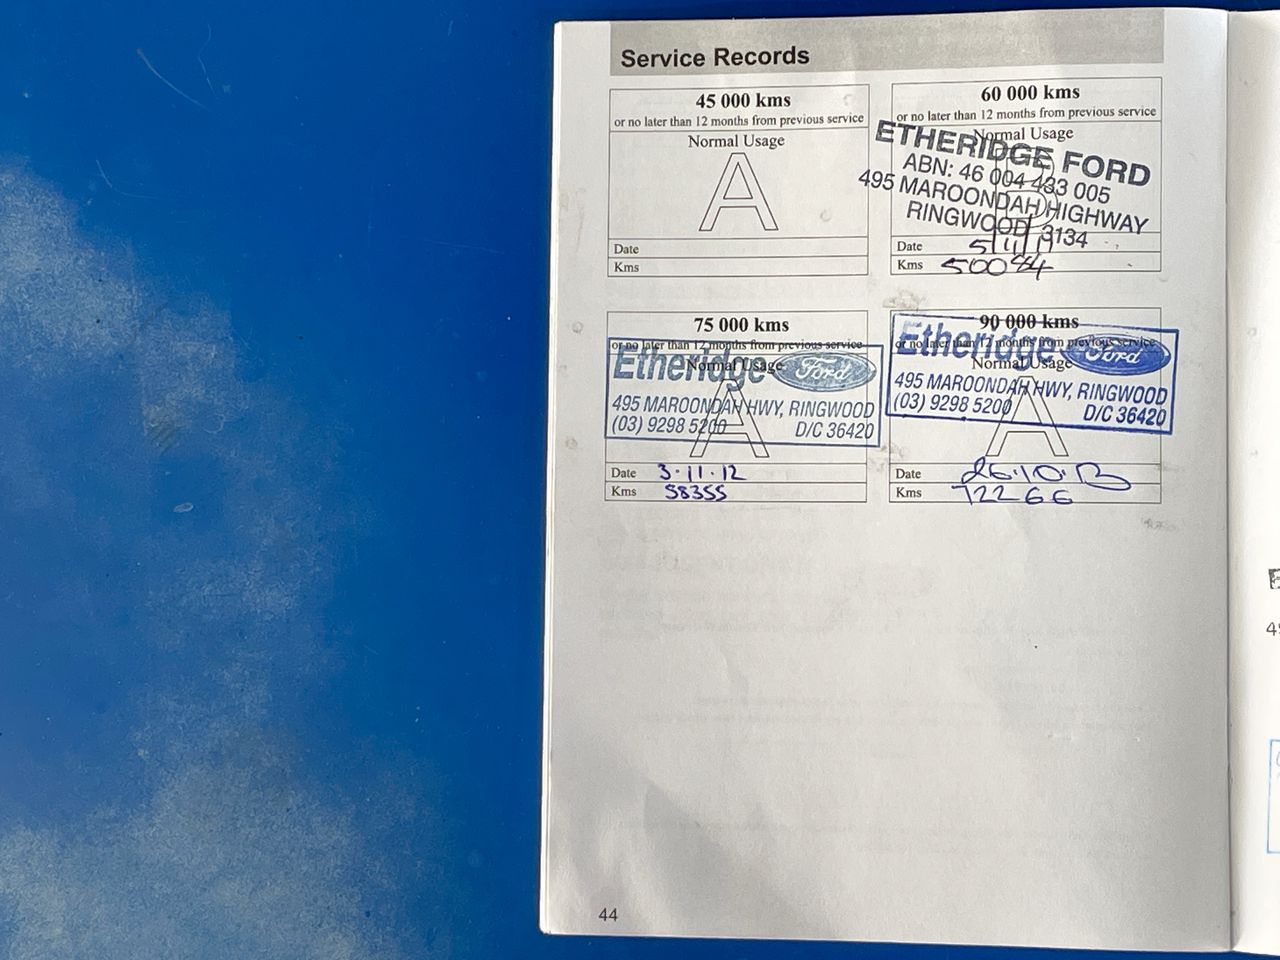 Service Records
45 000 kms
or no later than 12 months from previous service
Normal Usage
A
Date
Kms
60 000 kms
or no later than 12 months from previous service
Normal Usage
ETHERIDGE FORD
ABN: 46 004 433 005
495 MAROONDAH HIGHWAY
RINGWOOD 3134
Date 5/11/11
Kms 50084
75 000 kms
or no later than 12 months from previous service
Normal Usage
Etheridge Ford
A
495 MAROONDAH HWY, RINGWOOD
(03) 9298 5200 D/C 36420
Date 3.11.12
Kms 58355
90 000 kms
or no later than 12 months from previous service
Normal Usage
Etheridge Ford
A
495 MAROONDAH HWY, RINGWOOD
(03) 9298 5200 D/C 36420
Date 26.10.13
Kms 72266
44